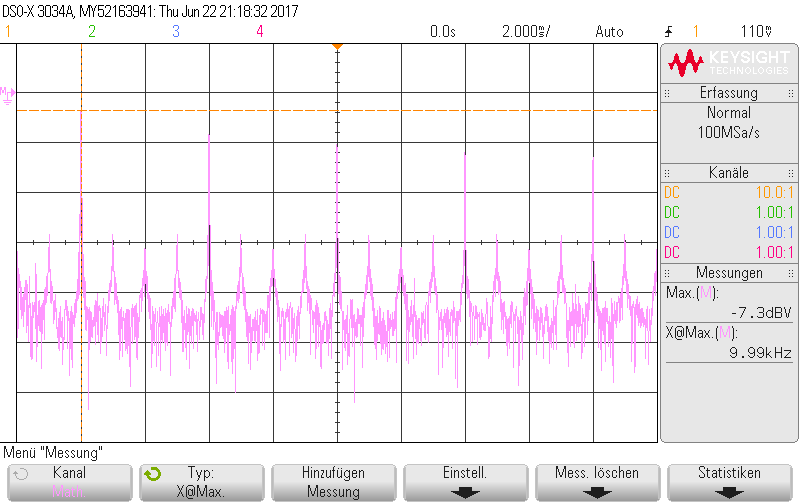 DSO-X 3034A, MY52163941: Thu Jun 22 21:18:32 2017
1 2 3 4 0.0s 2.000s/ Auto 1 110V
M
KEYSIGHT
TECHNOLOGIES
Erfassung
Normal
100MSa/s
Kanäle
DC 10.0:1
DC 1.00:1
DC 1.00:1
DC 1.00:1
Messungen
Max.(M):
-7.3dBV
X@Max.(M):
9.99kHz
Menü "Messung"
Kanal
Math
Typ:
X@Max.
Hinzufügen
Messung
Einstell.
Mess. löschen
Statistiken